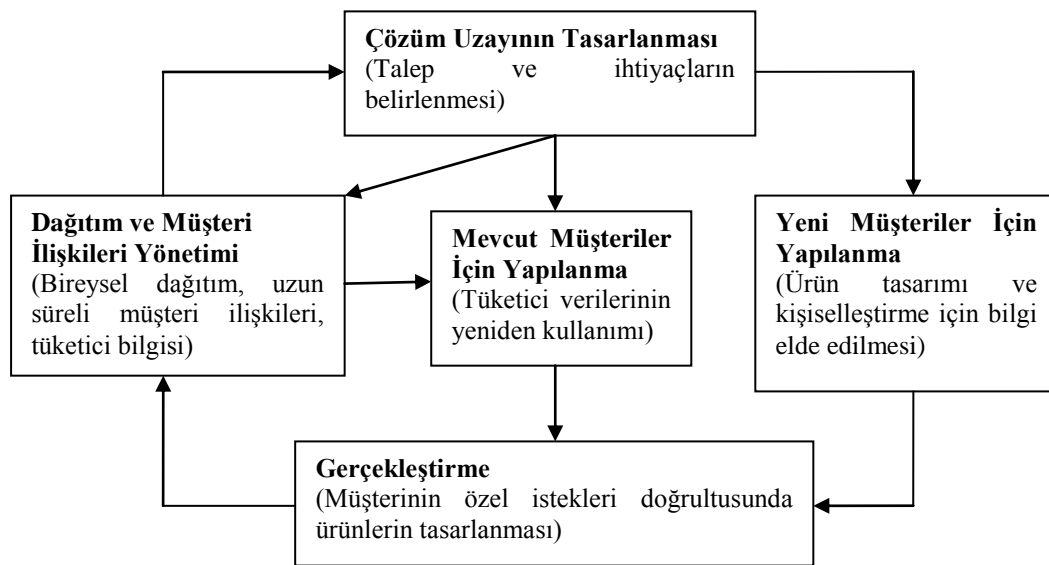 Çözüm Uzayının Tasarlanması
(Talep ve ihtiyaçların
belirlenmesi)
Dağıtım ve Müşteri
İlişkileri Yönetimi
(Bireysel dağıtım, uzun
süreli müşteri ilişkileri,
tüketici bilgisi)
Mevcut Müşteriler
İçin Yapılanma
(Tüketici verilerinin
yeniden kullanımı)
Yeni Müşteriler İçin
Yapılanma
(Ürün tasarımı ve
kişiselleştirme için bilgi
elde edilmesi)
Gerçekleştirme
(Müşterinin özel istekleri doğrultusunda
ürünlerin tasarlanması)